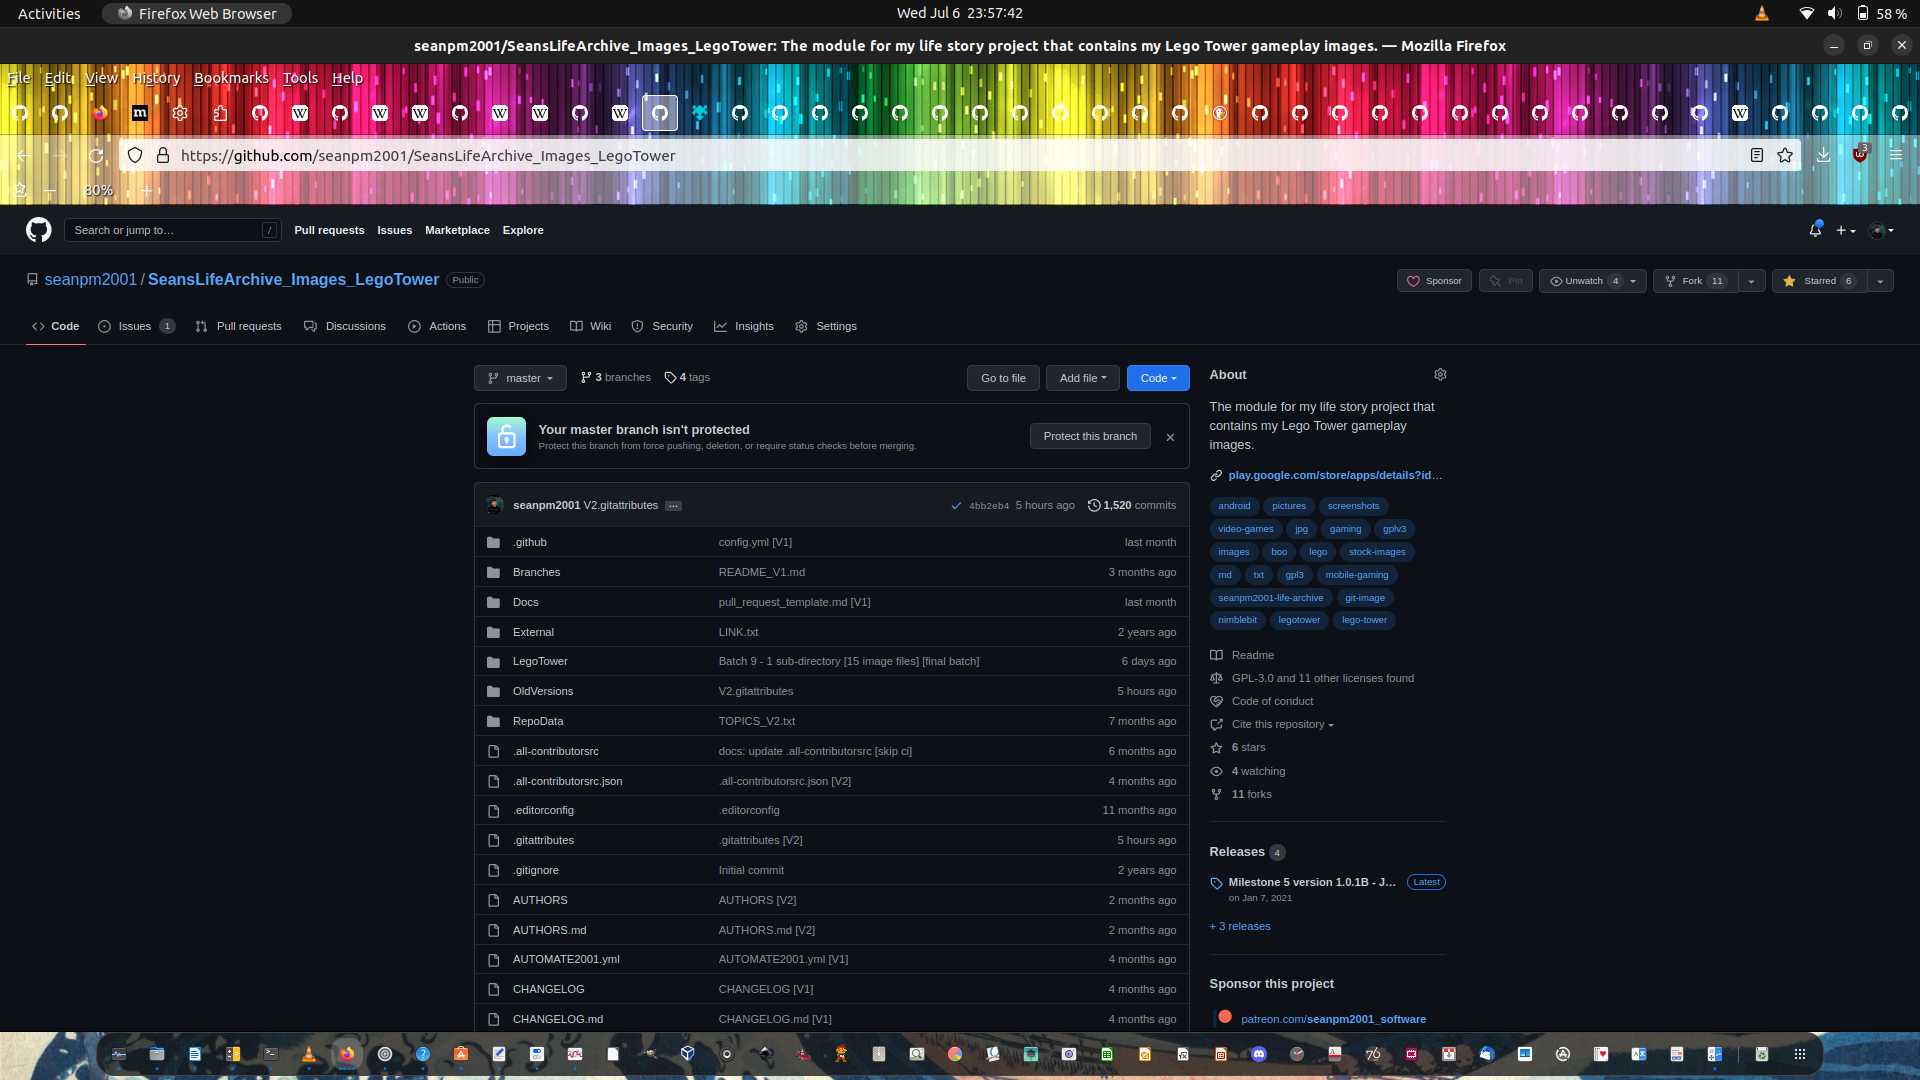 Activities
Firefox Web Browser
Wed Jul 6 23:57:42
58 %
seanpm2001/SeansLifeArchive_Images_LegoTower: The module for my life story project that contains my Lego Tower gameplay images. — Mozilla Firefox
File Edit View History Bookmarks Tools Help
https://github.com/seanpm2001/SeansLifeArchive_Images_LegoTower
3
80%
Search or jump to…
/
Pull requests
Issues
Marketplace
Explore
seanpm2001 / SeansLifeArchive_Images_LegoTower
Public
Sponsor
Pin
Unwatch 4
Fork 11
Starred 6
Code
Issues 1
Pull requests
Discussions
Actions
Projects
Wiki
Security
Insights
Settings
master
3 branches
4 tags
Go to file
Add file
Code
Your master branch isn't protected
Protect this branch from force pushing, deletion, or require status checks before merging.
Protect this branch
seanpm2001 V2.gitattributes …
4bb2eb4 5 hours ago
1,520 commits
.github config.yml [V1] last month
Branches README_V1.md 3 months ago
Docs pull_request_template.md [V1] last month
External LINK.txt 2 years ago
LegoTower Batch 9 - 1 sub-directory [15 image files] [final batch] 6 days ago
OldVersions V2.gitattributes 5 hours ago
RepoData TOPICS_V2.txt 7 months ago
.all-contributorsrc docs: update .all-contributorsrc [skip ci] 6 months ago
.all-contributorsrc.json .all-contributorsrc.json [V2] 4 months ago
.editorconfig .editorconfig 11 months ago
.gitattributes .gitattributes [V2] 5 hours ago
.gitignore Initial commit 2 years ago
AUTHORS AUTHORS [V2] 2 months ago
AUTHORS.md AUTHORS.md [V2] 2 months ago
AUTOMATE2001.yml AUTOMATE2001.yml [V1] 4 months ago
CHANGELOG CHANGELOG [V1] 4 months ago
CHANGELOG.md CHANGELOG.md [V1] 4 months ago
About
The module for my life story project that
contains my Lego Tower gameplay
images.
play.google.com/store/apps/details?id…
android pictures screenshots
video-games jpg gaming gplv3
images boo lego stock-images
md txt gpl3 mobile-gaming
seanpm2001-life-archive git-image
nimblebit legotower lego-tower
Readme
GPL-3.0 and 11 other licenses found
Code of conduct
Cite this repository
6 stars
4 watching
11 forks
Releases 4
Milestone 5 version 1.0.1B - J… Latest
on Jan 7, 2021
+ 3 releases
Sponsor this project
patreon.com/seanpm2001_software